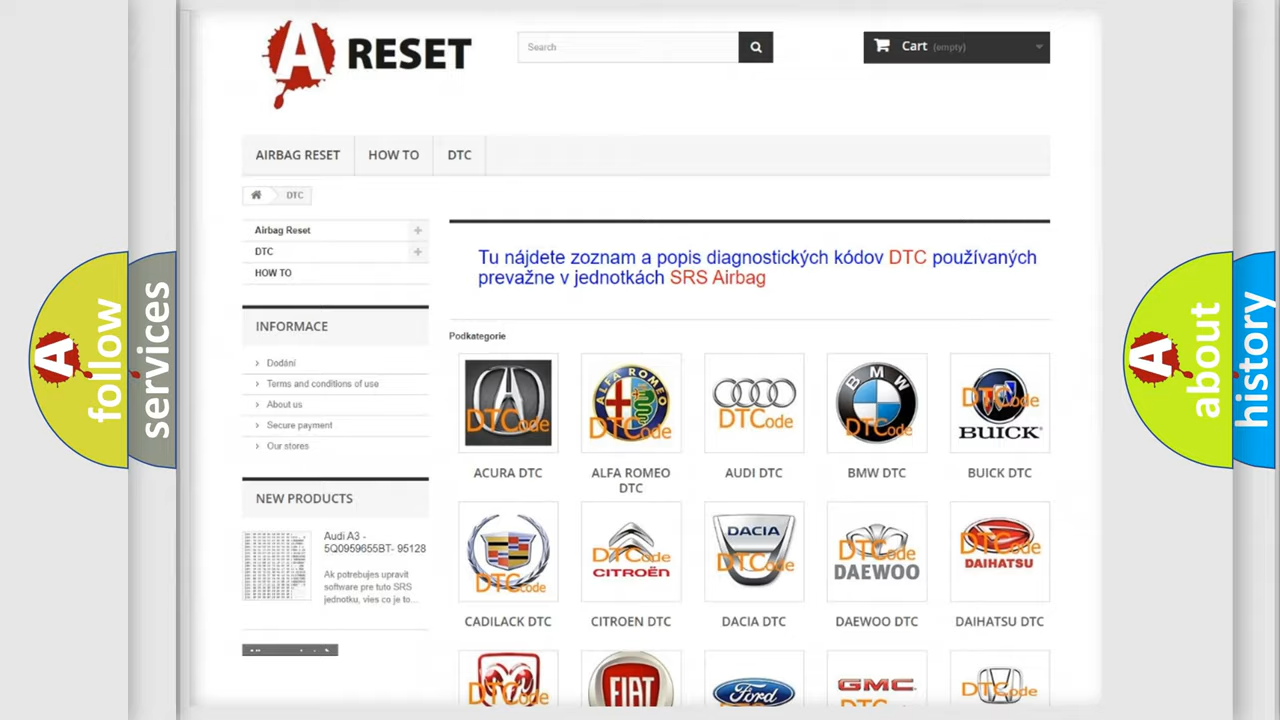 A RESET
Search
Cart (empty)
AIRBAG RESET
HOW TO
DTC
DTC
Airbag Reset
DTC
HOW TO
INFORMACE
Dodání
Terms and conditions of use
About us
Secure payment
Our stores
NEW PRODUCTS
Audi A3 -
5Q0959655BT- 95128
Ak potrebujes upravit
software pre tuto SRS
jednotku, vies co je to...
Tu nájdete zoznam a popis diagnostických kódov DTC používaných
prevažne v jednotkách SRS Airbag
Podkategorie
DTCode
ALFA ROMEO
DTCode
DTCode
BMW
DTCode
DTCode
BUICK
ACURA DTC
ALFA ROMEO
DTC
AUDI DTC
BMW DTC
BUICK DTC
DTCode
DTCode
CITROËN
DACIA
DTCode
DTCode
DAEWOO
DTCode
DAIHATSU
CADILACK DTC
CITROEN DTC
DACIA DTC
DAEWOO DTC
DAIHATSU DTC
DTCode
FIAT
Ford
GMC
DTCode
A follow
services
A about
history